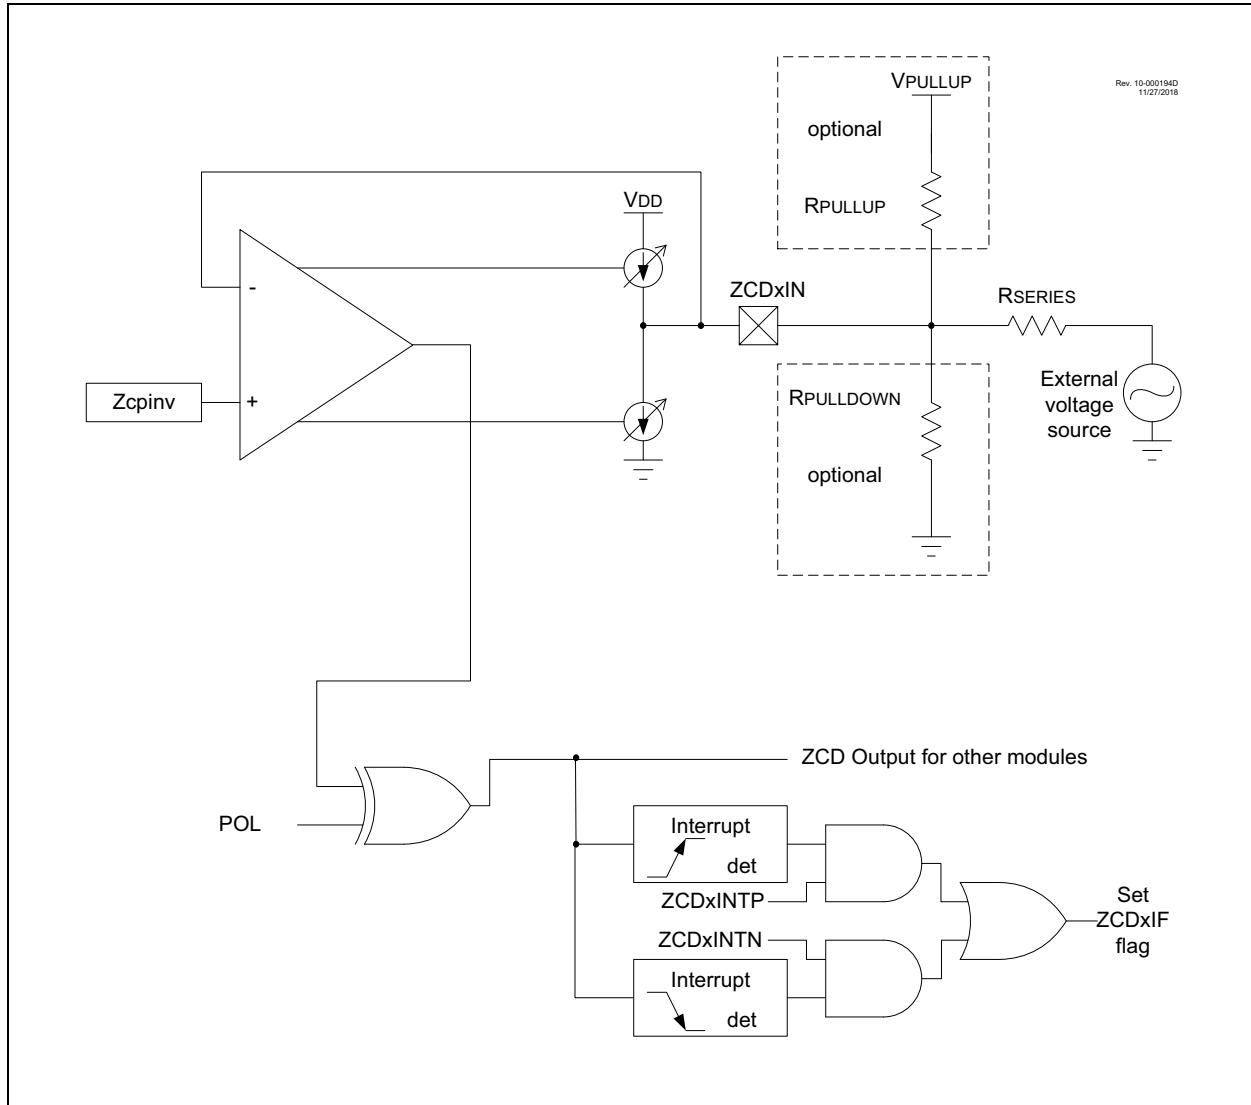 VPULLUP
Rev. 10-000194D
11/27/2018
optional
VDD
RPULLUP
-
ZCDxIN
RSERIES
Zcpinv
+
RPULLDOWN
External
voltage
source
optional
ZCD Output for other modules
POL
Interrupt
det
ZCDxINTP
Set
ZCDxIF
flag
ZCDxINTN
Interrupt
det